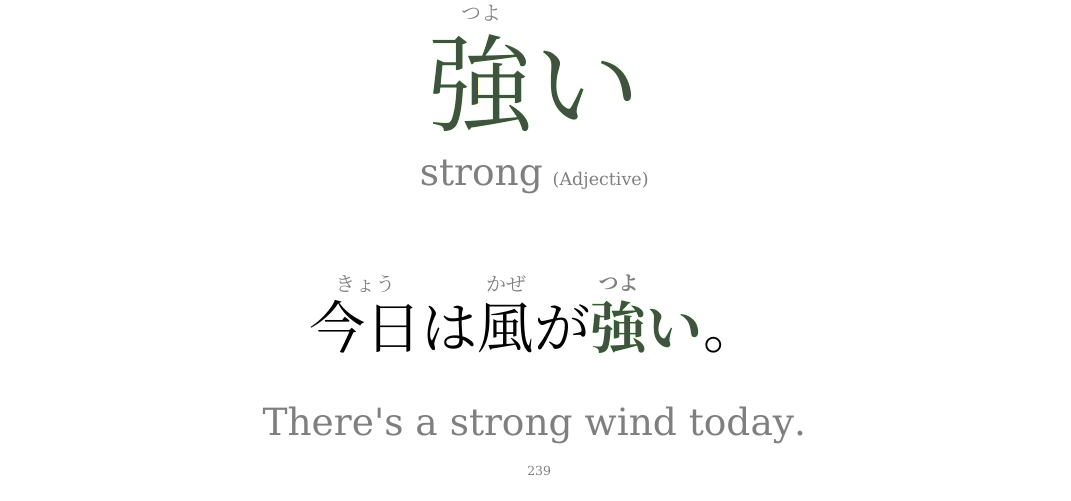 つよ
強い
strong (Adjective)
きょう かぜ つよ
今日は風が強い。
There's a strong wind today.
239